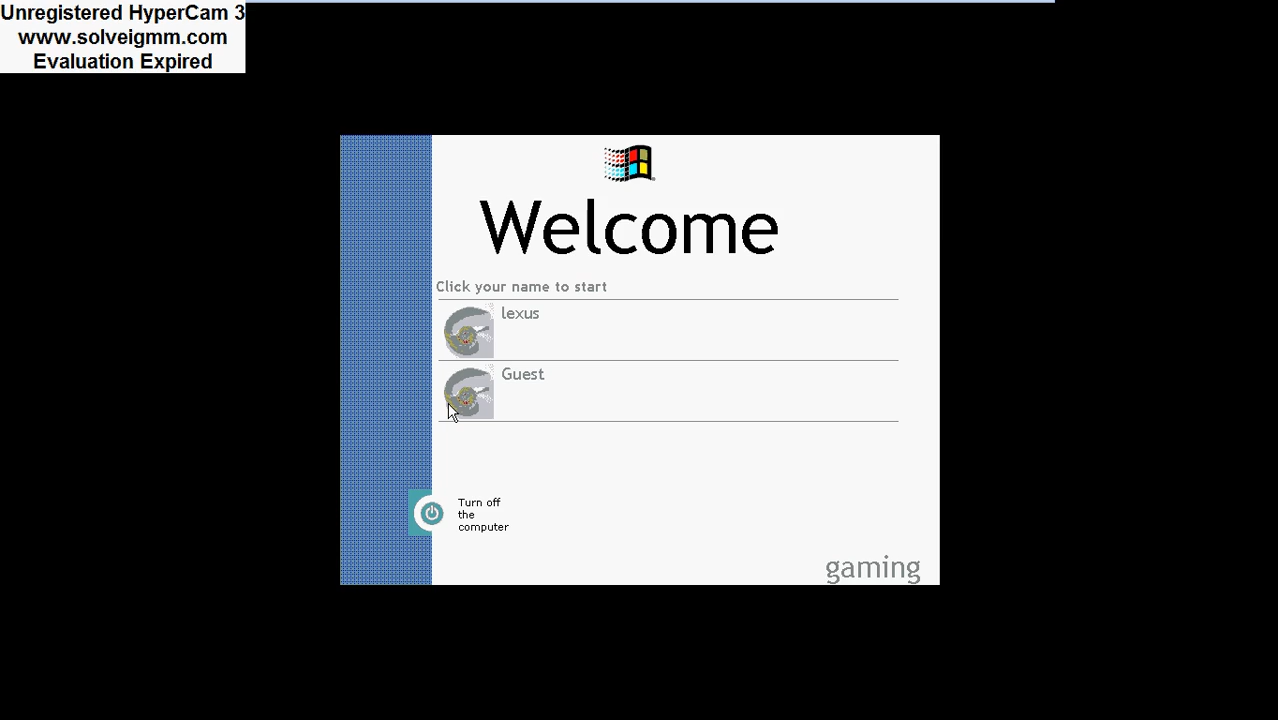 Unregistered HyperCam 3
www.solveigmm.com
Evaluation Expired
Welcome
Click your name to start
lexus
Guest
Turn off
the
computer
gaming